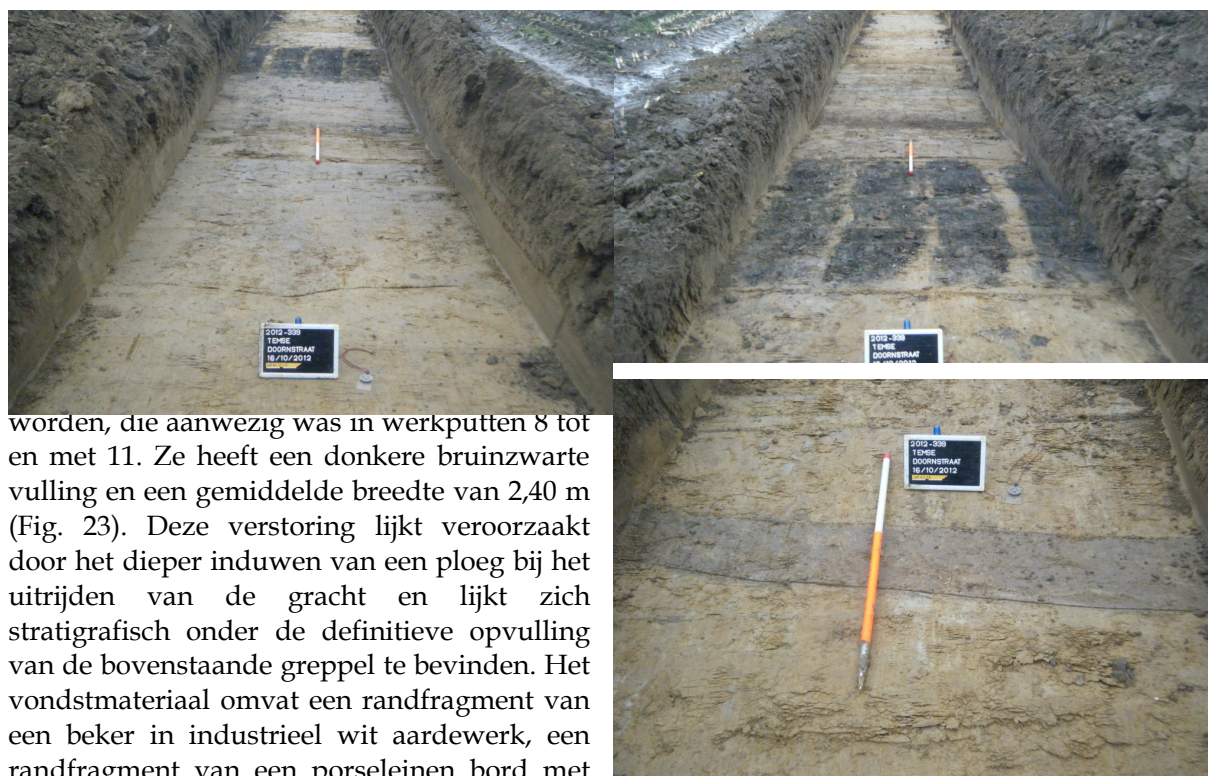 2012-339
TEMSE
DOORNSTRAAT
16/10/2012
2012-339
TEMSE
DOORNSTRAAT
worden, die aanwezig was in werkputten 8 tot
en met 11. Ze heeft een donkere bruinzwarte
vulling en een gemiddelde breedte van 2,40 m
(Fig. 23). Deze verstoring lijkt veroorzaakt
door het dieper induwen van een ploeg bij het
uitrijden van de gracht en lijkt zich
stratigrafisch onder de definitieve opvulling
van de bovenstaande greppel te bevinden. Het
vondstmateriaal omvat een randfragment van
een beker in industrieel wit aardewerk, een
randfragment van een porseleinen bord met
2012-339
TEMSE
DOORNSTRAAT
16/10/2012